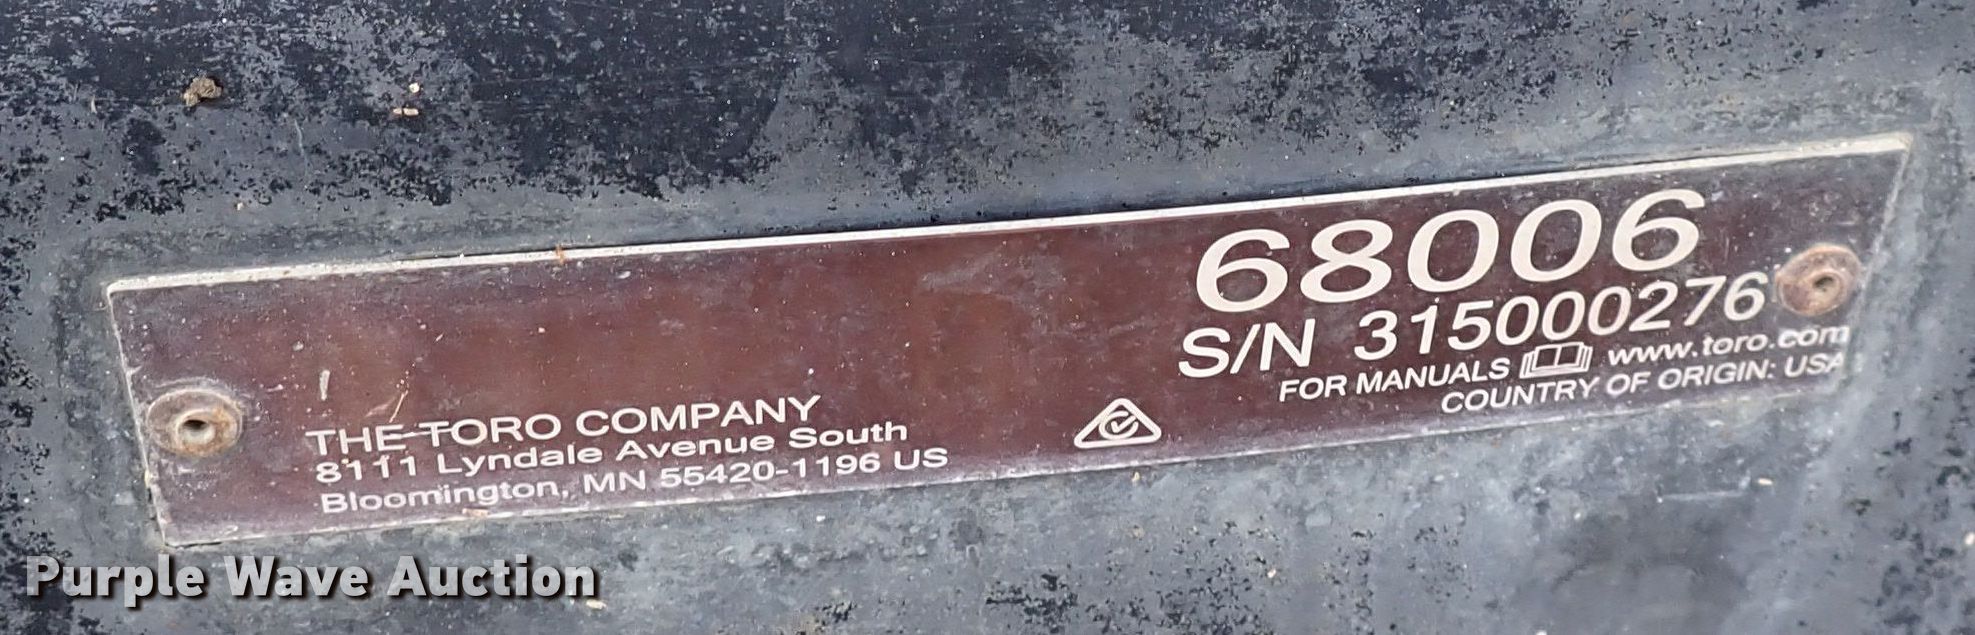 68006
S/N 315000276
FOR MANUALS www.toro.com
COUNTRY OF ORIGIN: USA
THE TORO COMPANY
8111 Lyndale Avenue South
Bloomington, MN 55420-1196 US
Purple Wave Auction